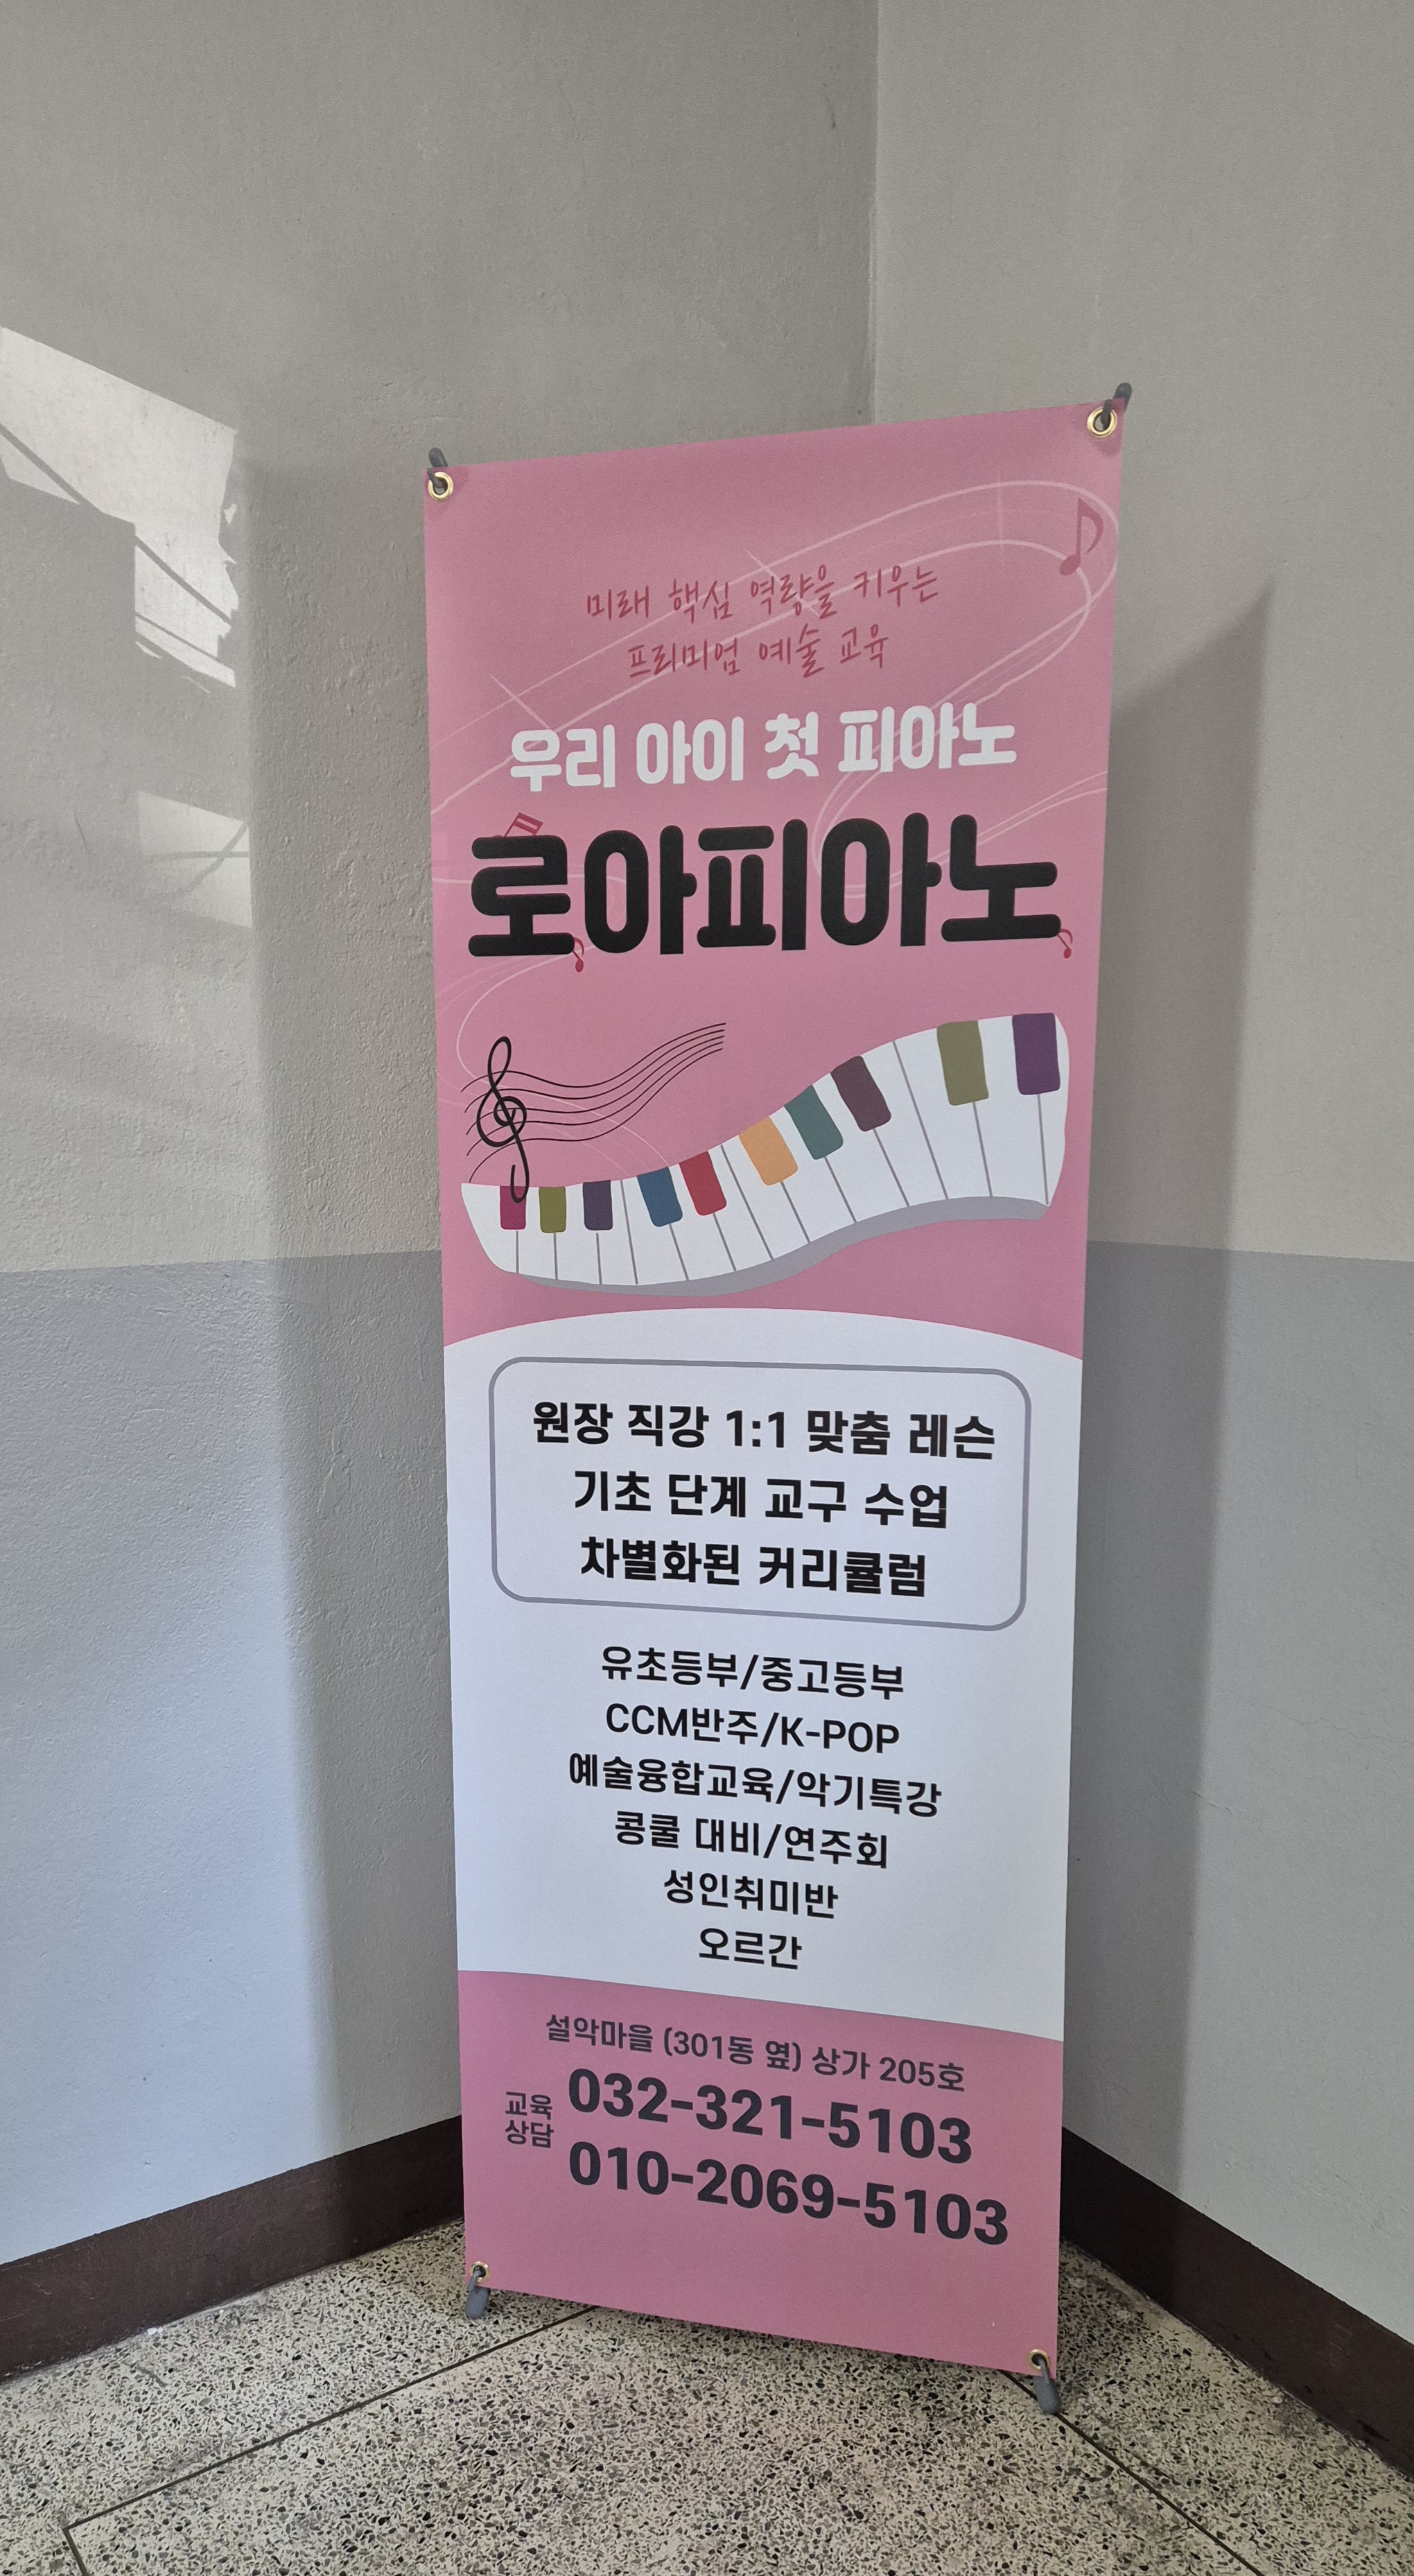 미래 핵심 역량을 키우는
프리미엄 예술 교육
우리 아이 첫 피아노
로아피아노
원장 직강 1:1 맞춤 레슨
기초 단계 교구 수업
차별화된 커리큘럼
유초등부/중고등부
CCM반주/K-POP
예술융합교육/악기특강
콩쿨 대비/연주회
성인취미반
오르간
설악마을 (301동 옆) 상가 205호
교육
상담
032-321-5103
010-2069-5103